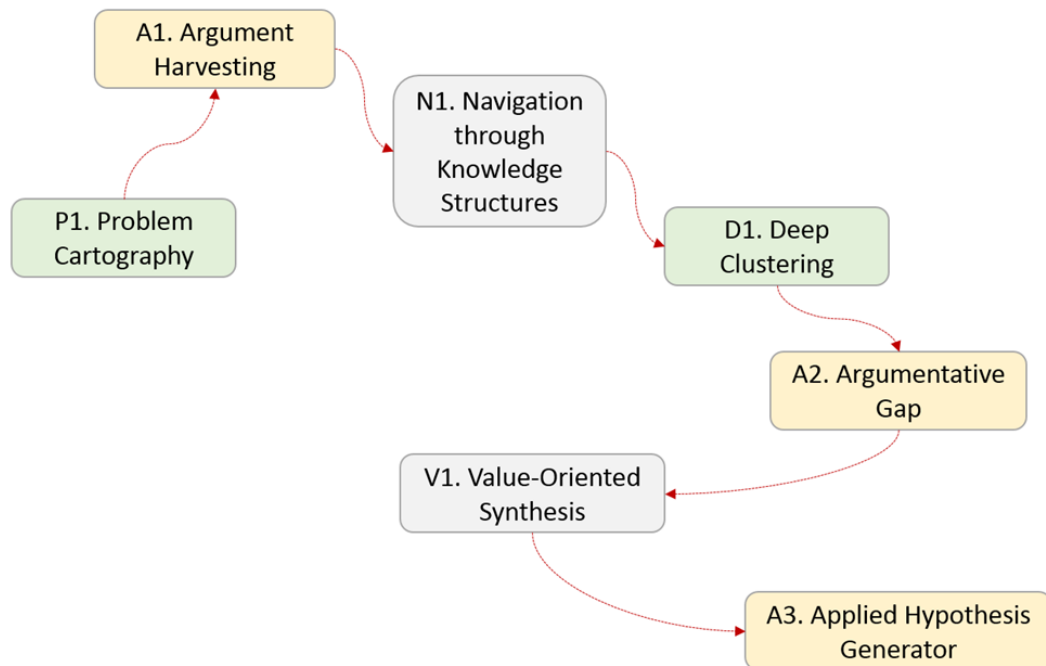 A1. Argument
Harvesting
N1. Navigation
through
Knowledge
Structures
P1. Problem
Cartography
D1. Deep
Clustering
A2. Argumentative
Gap
V1. Value-Oriented
Synthesis
A3. Applied Hypothesis
Generator